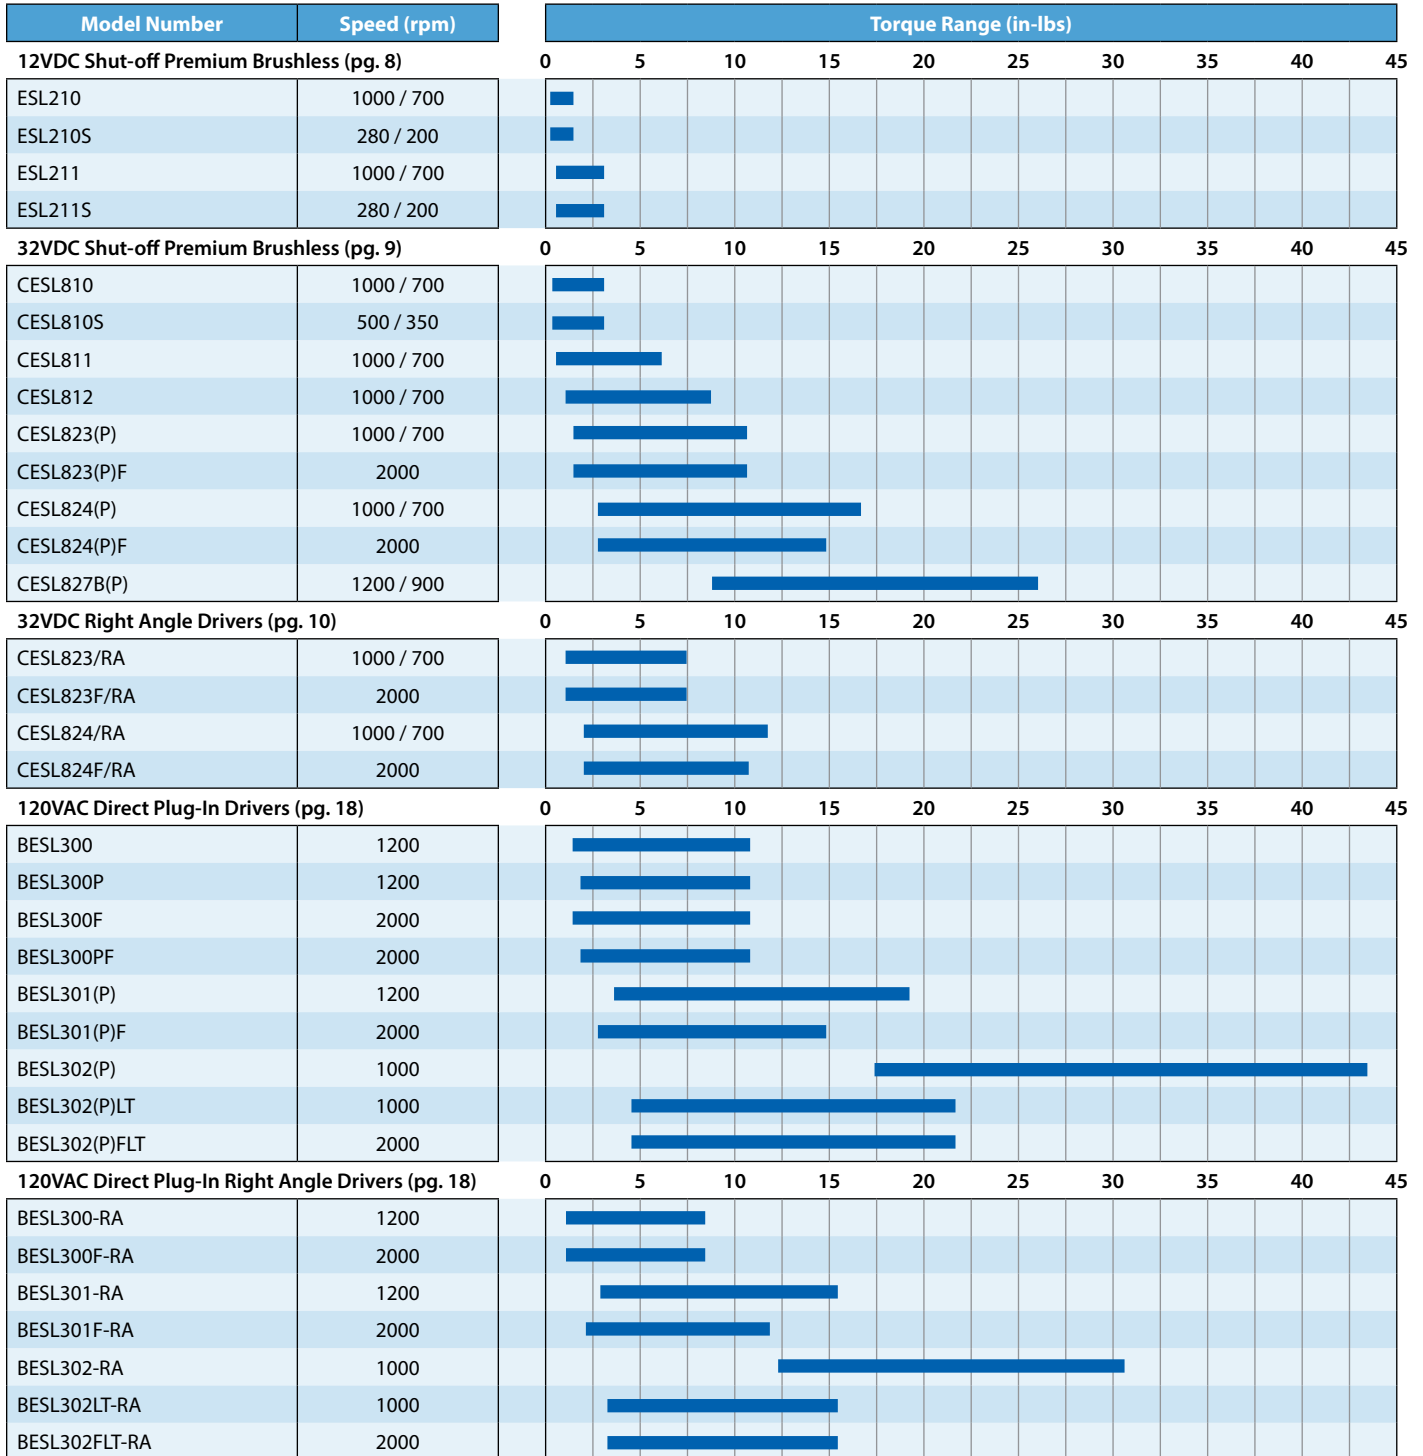 Model Number Speed (rpm) Torque Range (in-lbs)
12VDC Shut-off Premium Brushless (pg. 8) 0 5 10 15 20 25 30 35 40 45
ESL210 1000 / 700
ESL210S 280 / 200
ESL211 1000 / 700
ESL211S 280 / 200
32VDC Shut-off Premium Brushless (pg. 9) 0 5 10 15 20 25 30 35 40 45
CESL810 1000 / 700
CESL810S 500 / 350
CESL811 1000 / 700
CESL812 1000 / 700
CESL823(P) 1000 / 700
CESL823(P)F 2000
CESL824(P) 1000 / 700
CESL824(P)F 2000
CESL827B(P) 1200 / 900
32VDC Right Angle Drivers (pg. 10) 0 5 10 15 20 25 30 35 40 45
CESL823/RA 1000 / 700
CESL823F/RA 2000
CESL824/RA 1000 / 700
CESL824F/RA 2000
120VAC Direct Plug-In Drivers (pg. 18) 0 5 10 15 20 25 30 35 40 45
BESL300 1200
BESL300P 1200
BESL300F 2000
BESL300PF 2000
BESL301(P) 1200
BESL301(P)F 2000
BESL302(P) 1000
BESL302(P)LT 1000
BESL302(P)FLT 2000
120VAC Direct Plug-In Right Angle Drivers (pg. 18) 0 5 10 15 20 25 30 35 40 45
BESL300-RA 1200
BESL300F-RA 2000
BESL301-RA 1200
BESL301F-RA 2000
BESL302-RA 1000
BESL302LT-RA 1000
BESL302FLT-RA 2000